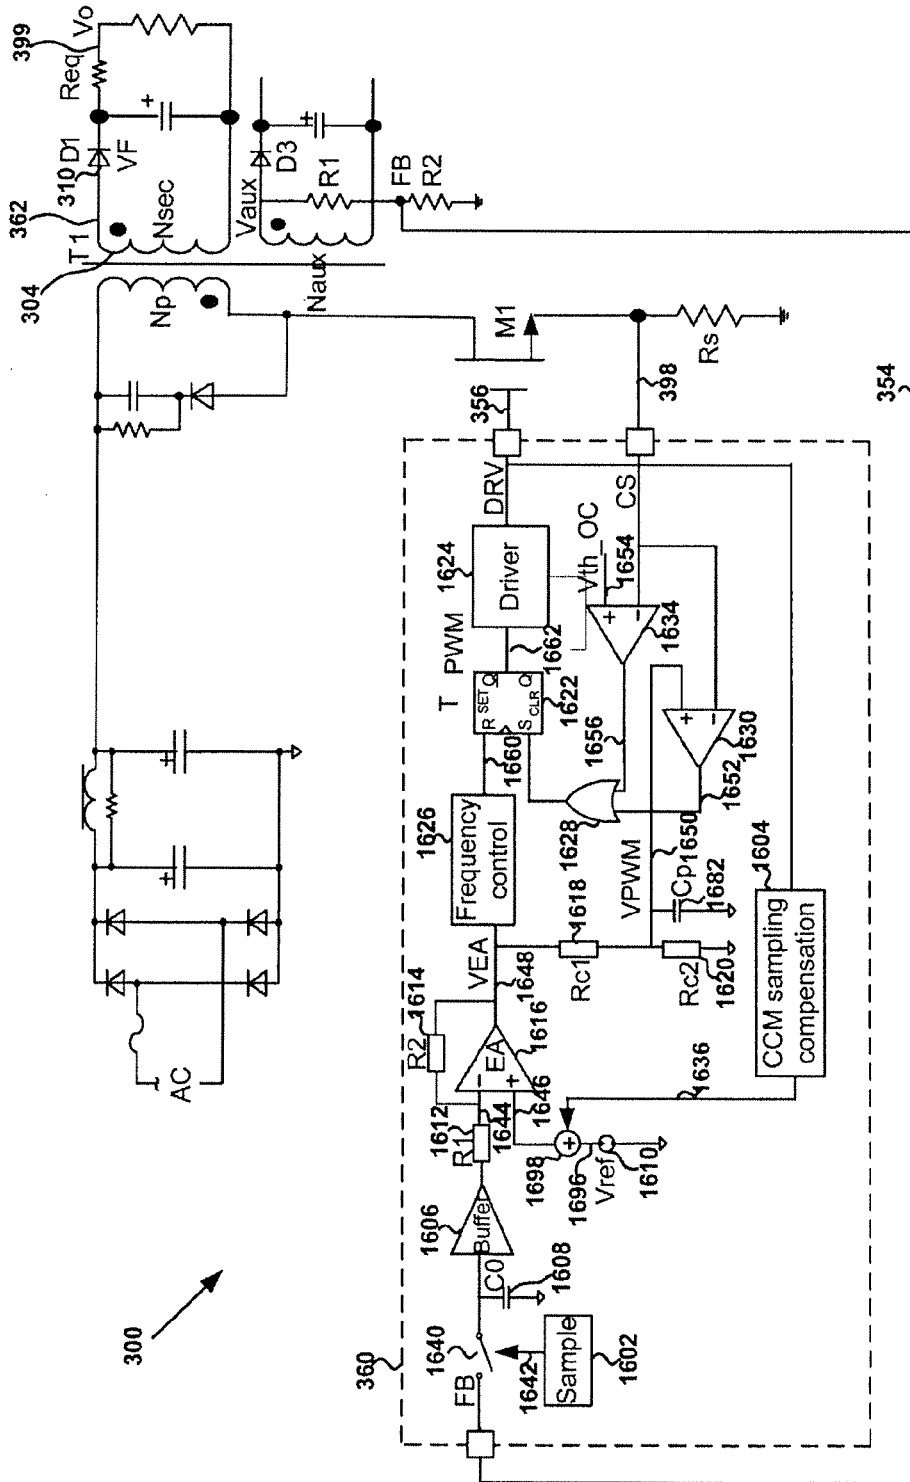 300
AC
399
Vo
Req
310
D1
VF
362
T1
304
Nsec
Np
Vaux
Naux
D3
R1
FB
R2
M1
356
398
Rs
354
360
FB
1640
1642
Sample
1602
C0
1608
1606
Buffer
R1
1612
1644
R2
1614
EA
1616
1646
1698
1696
Vref
1610
VEA
1648
Frequency
control
1626
1660
T
R
SET
Q
S
CLR
Q
1622
PWM
1662
Driver
1624
DRV
CS
Vth_OC
1654
1634
1656
1628
1630
1652
VPWM
1650
Rc1
1618
Cp
1682
Rc2
1620
CCM sampling
compensation
1604
1636
+
+
+
+
+
-
+
-
+
-
+